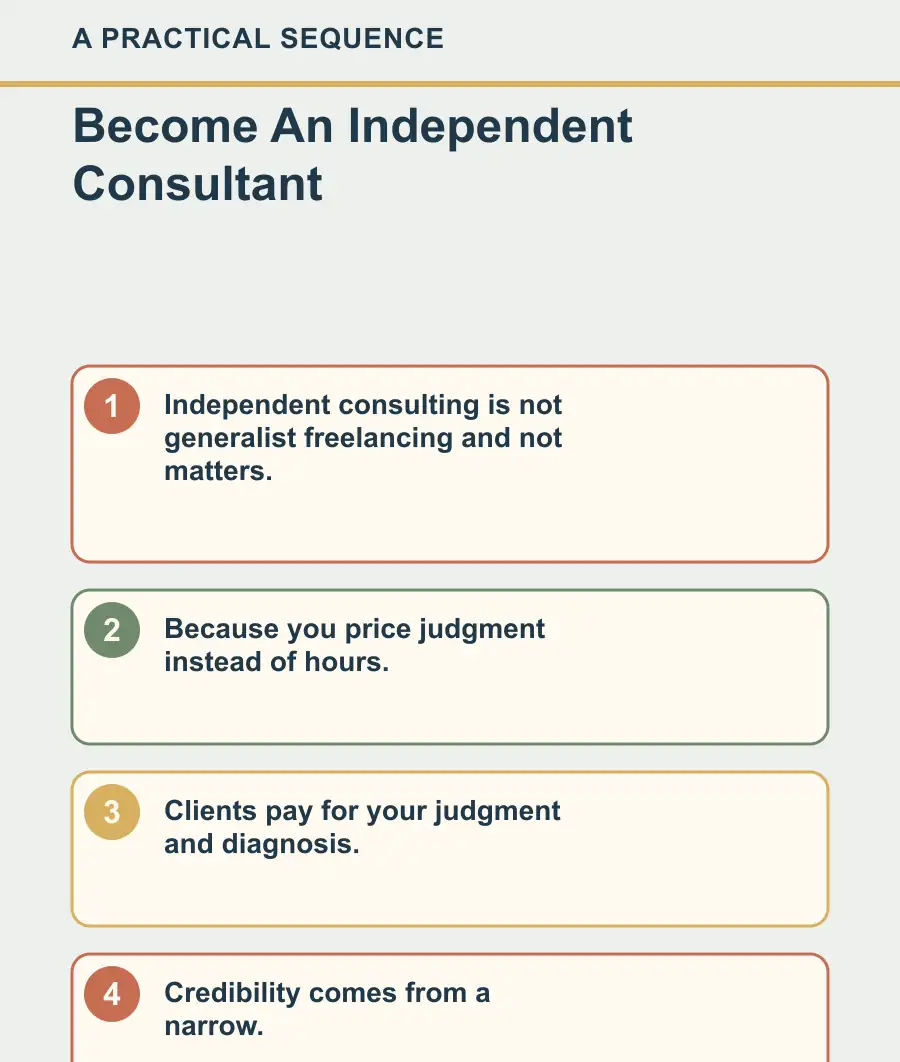 A PRACTICAL SEQUENCE
Become An Independent
Consultant
1
Independent consulting is not
generalist freelancing and not
matters.
2
Because you price judgment
instead of hours.
3
Clients pay for your judgment
and diagnosis.
4
Credibility comes from a
narrow.